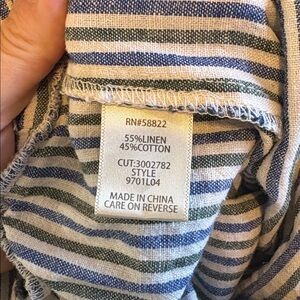 RN#58822
55%LINEN
45%COTTON
CUT:3002782
STYLE
9701L04
MADE IN CHINA
CARE ON REVERSE